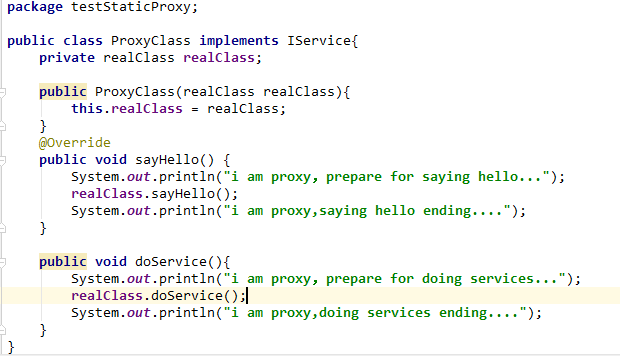 package testStaticProxy;
public class ProxyClass implements IService{
private realClass realClass;
public ProxyClass(realClass realClass){
this.realClass = realClass;
}
@Override
public void sayHello() {
System.out.println("i am proxy, prepare for saying hello...");
realClass.sayHello();
System.out.println("i am proxy,saying hello ending....");
}
public void doService(){
System.out.println("i am proxy, prepare for doing services...");
realClass.doService();
System.out.println("i am proxy,doing services ending....");
}
}